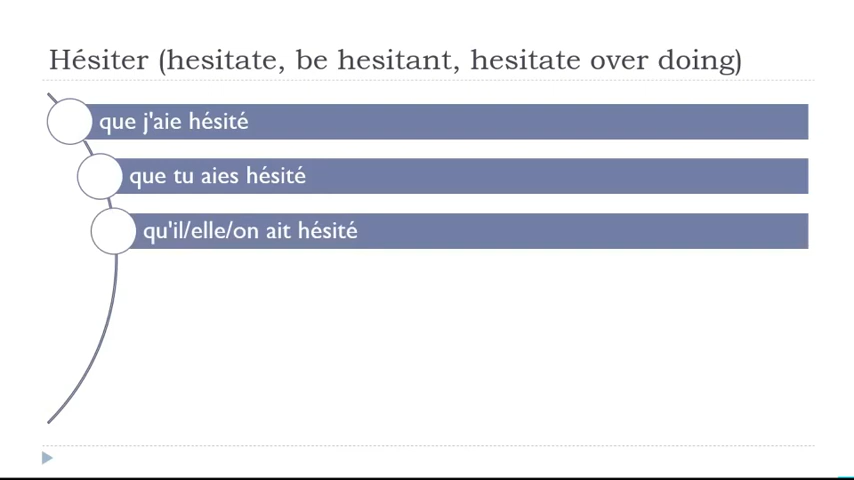 Hésiter (hesitate, be hesitant, hesitate over doing)
que j'aie hésité
que tu aies hésité
qu'il/elle/on ait hésité